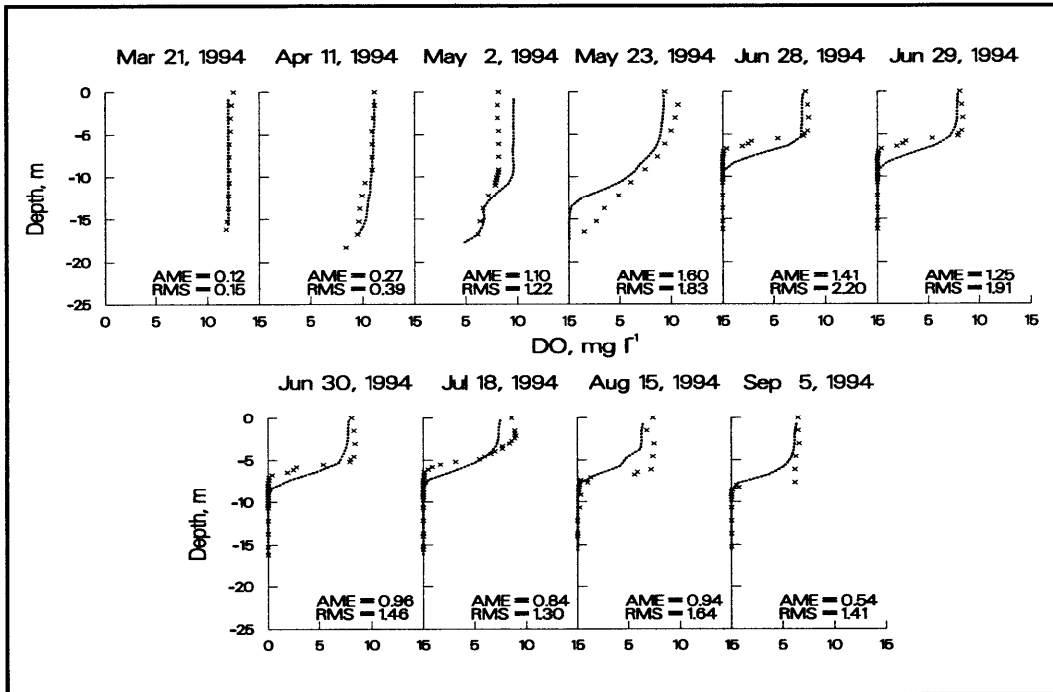 Mar 21, 1994 Apr 11, 1994 May 2, 1994 May 23, 1994 Jun 28, 1994 Jun 29, 1994
0
-5
-10
-15
-20
-25
Depth, m
AME = 0.12
RMS = 0.15
AME = 0.27
RMS = 0.39
AME = 1.10
RMS = 1.22
AME = 1.60
RMS = 1.83
AME = 1.41
RMS = 2.20
AME = 1.25
RMS = 1.91
0 5 10 15 5 10 15 5 10 15 5 10 15 5 10 15 5 10 15
DO, mg l¹
Jun 30, 1994 Jul 18, 1994 Aug 15, 1994 Sep 5, 1994
0
-5
-10
-15
-20
-25
Depth, m
AME = 0.96
RMS = 1.46
AME = 0.84
RMS = 1.30
AME = 0.94
RMS = 1.64
AME = 0.54
RMS = 1.41
0 5 10 15 5 10 15 5 10 15 5 10 15